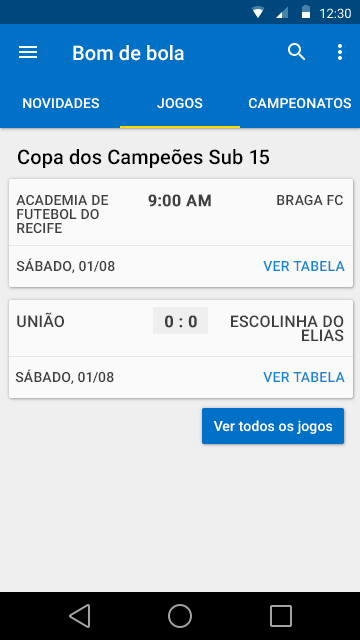 12:30
Bom de bola
NOVIDADES
JOGOS
CAMPEONATOS
Copa dos Campeões Sub 15
ACADEMIA DE
FUTEBOL DO
RECIFE
9:00 AM
BRAGA FC
SÁBADO, 01/08
VER TABELA
UNIÃO
0 : 0
ESCOLINHA DO
ELIAS
SÁBADO, 01/08
VER TABELA
Ver todos os jogos